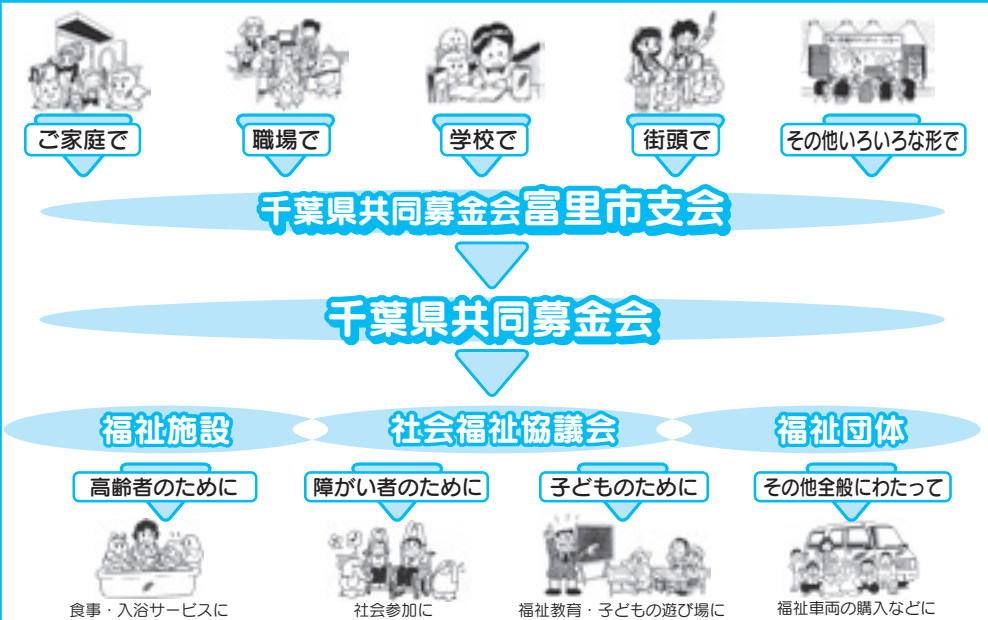 ご家庭で
職場で
学校で
街頭で
その他いろいろな形で
千葉県共同募金会富里市支会
千葉県共同募金会
福祉施設
社会福祉協議会
福祉団体
高齢者のために
障がい者のために
子どものために
その他全般にわたって
食事・入浴サービスに
社会参加に
福祉教育・子どもの遊び場に
福祉車両の購入などに